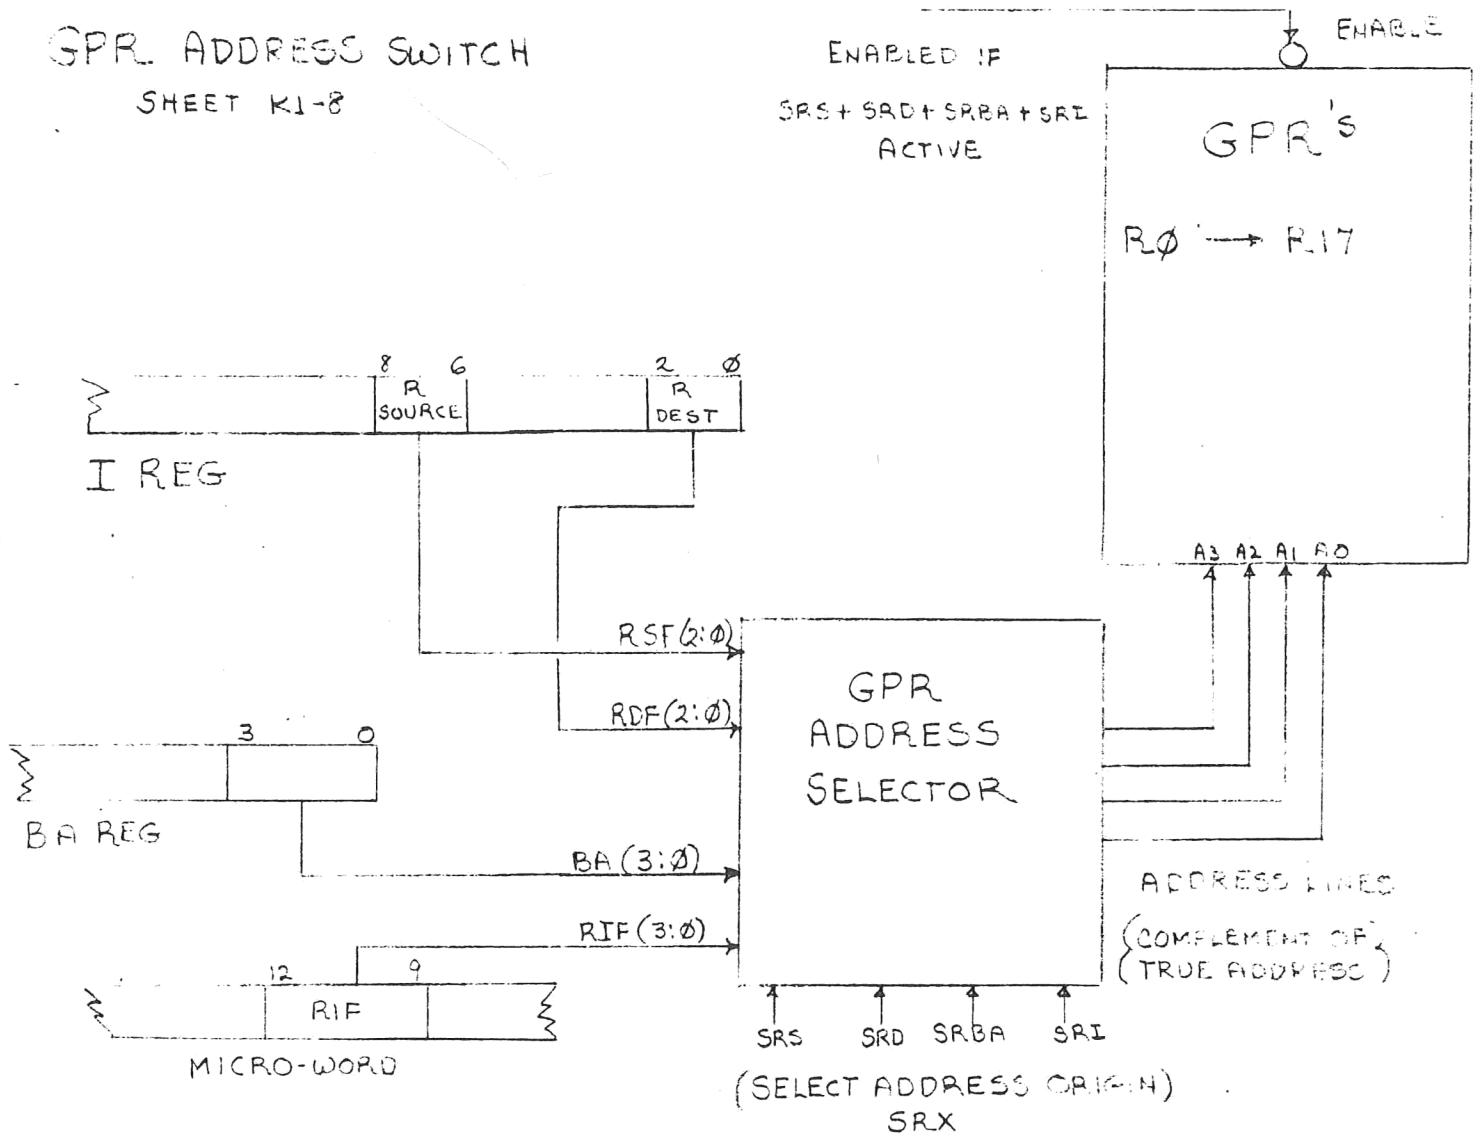 GPR ADDRESS SWITCH
SHEET K1-8
ENABLED IF
SRS + SRD + SRBA + SRI
ACTIVE
ENABLE
GPR'S
RØ → R17
8 6 2 Ø
R SOURCE
R DEST
I REG
A3 A2 A1 A0
RSF(2:Ø)
RDF(2:Ø)
GPR
ADDRESS
SELECTOR
3 0
BA REG
BA(3:Ø)
RIF(3:Ø)
12 9
RIF
MICRO-WORD
ADDRESS LINES
(COMPLEMENT OF
TRUE ADDRESS)
SRS SRD SRBA SRI
(SELECT ADDRESS ORIGIN)
SRX